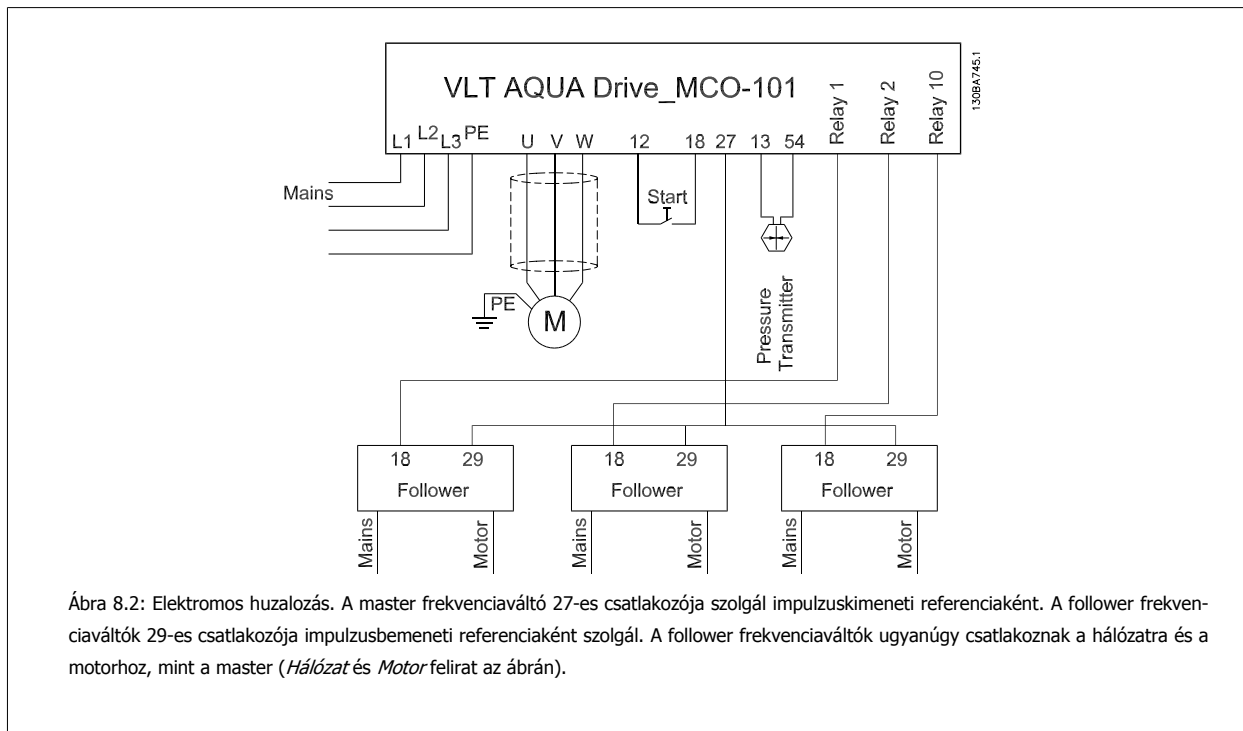 130BA745.1
VLT AQUA Drive_MCO-101
Relay 1
Relay 2
Relay 10
L1 L2 L3 PE U V W 12 18 27 13 54
Mains
Start
PE
M
Pressure
Transmitter
18 29 18 29 18 29
Follower Follower Follower
Mains Motor Mains Motor Mains Motor
Ábra 8.2: Elektromos huzalozás. A master frekvenciaváltó 27-es csatlakozója szolgál impulzuskimeneti referenciaként. A follower frekven-
ciaváltók 29-es csatlakozója impulzusbemeneti referenciaként szolgál. A follower frekvenciaváltók ugyanúgy csatlakoznak a hálózatra és a
motorhoz, mint a master (Hálózat és Motor felirat az ábrán).